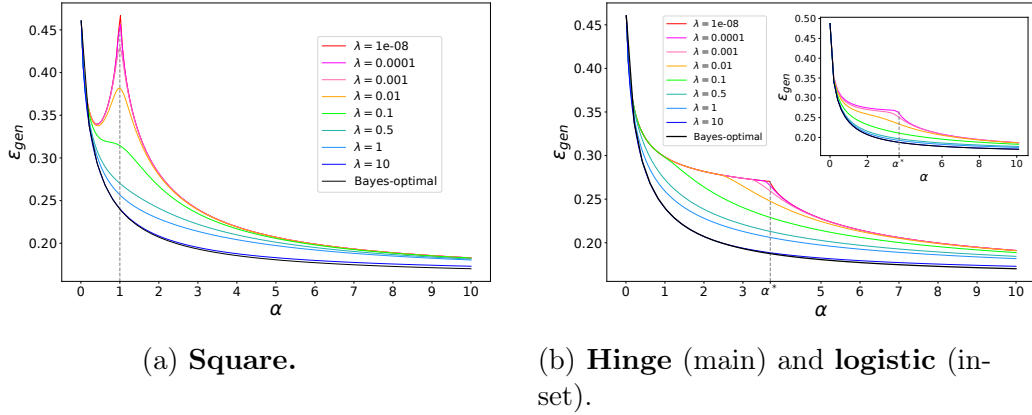 0.45
0.40
0.35
0.30
0.25
0.20
ε_gen
0 1 2 3 4 5 6 7 8 9 10
α
λ = 1e-08
λ = 0.0001
λ = 0.001
λ = 0.01
λ = 0.1
λ = 0.5
λ = 1
λ = 10
Bayes-optimal
(a) Square.
0.45
0.40
0.35
0.30
0.25
0.20
ε_gen
0 1 2 3 α* 5 6 7 8 9 10
α
λ = 1e-08
λ = 0.0001
λ = 0.001
λ = 0.01
λ = 0.1
λ = 0.5
λ = 1
λ = 10
Bayes-optimal
0.50
0.45
0.40
0.35
0.30
0.25
0.20
ε_gen
0 2 α* 6 8 10
α
(b) Hinge (main) and logistic (in-
set).